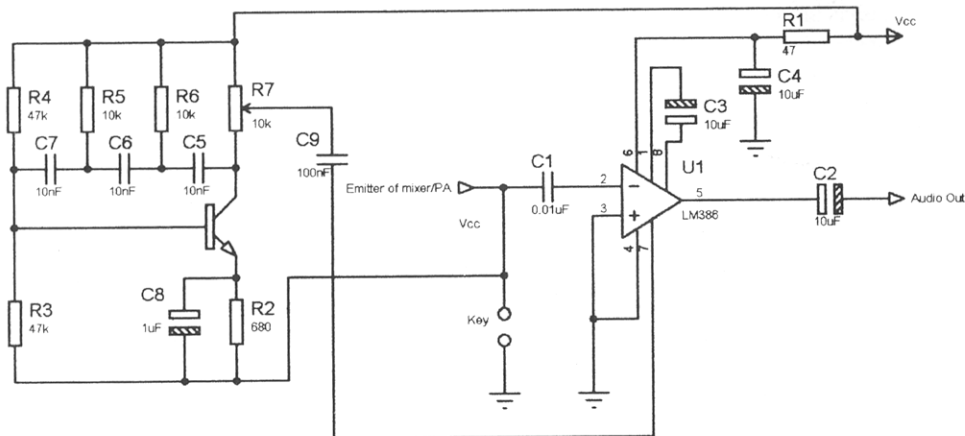 R1
47
Vcc
R4
47k
R5
10k
R6
10k
R7
10k
C4
10uF
C3
10uF
C7
10nF
C6
10nF
C5
10nF
C9
100nF
6
1
8
U1
C1
0.01uF
Emitter of mixer/PA
Vcc
2
3
5
LM386
4
7
C2
10uF
Audio Out
R3
47k
C8
1uF
R2
680
Key